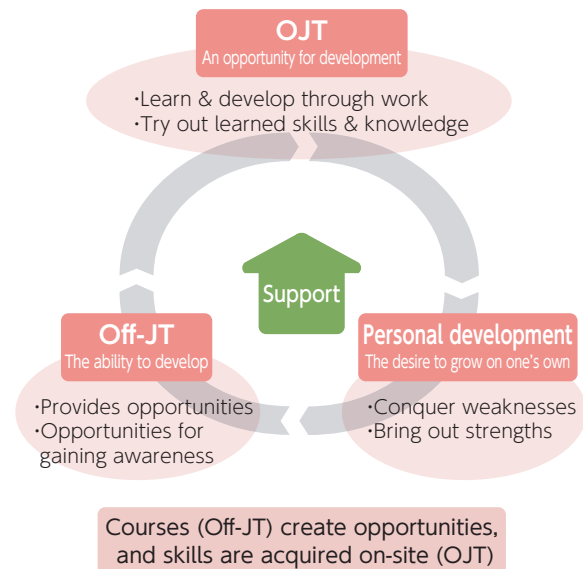 OJT
An opportunity for development
・Learn & develop through work
・Try out learned skills & knowledge
Support
Off-JT
The ability to develop
・Provides opportunities
・Opportunities for
gaining awareness
Personal development
The desire to grow on one's own
・Conquer weaknesses
・Bring out strengths
Courses (Off-JT) create opportunities,
and skills are acquired on-site (OJT)